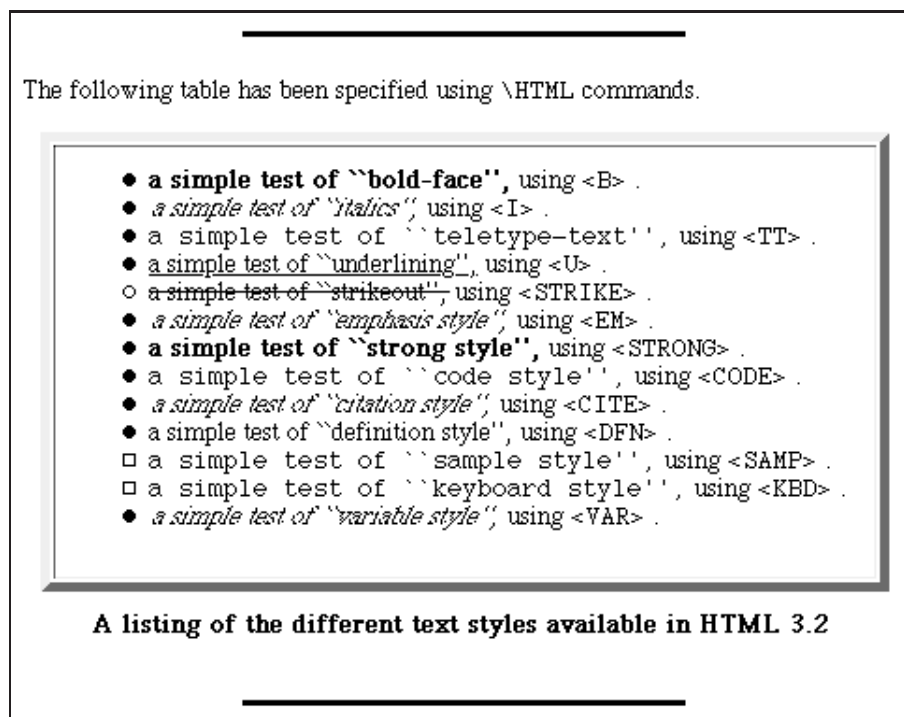 The following table has been specified using \HTML commands.
● a simple test of ``bold-face'', using <B> .
● a simple test of ``italics'', using <I> .
● a simple test of ``teletype-text'', using <TT> .
● a simple test of ``underlining'', using <U> .
○ a simple test of ``strikeout'', using <STRIKE> .
● a simple test of ``emphasis style'', using <EM> .
● a simple test of ``strong style'', using <STRONG> .
● a simple test of ``code style'', using <CODE> .
● a simple test of ``citation style'', using <CITE> .
● a simple test of ``definition style'', using <DFN> .
□ a simple test of ``sample style'', using <SAMP> .
□ a simple test of ``keyboard style'', using <KBD> .
● a simple test of ``variable style'', using <VAR> .
A listing of the different text styles available in HTML 3.2